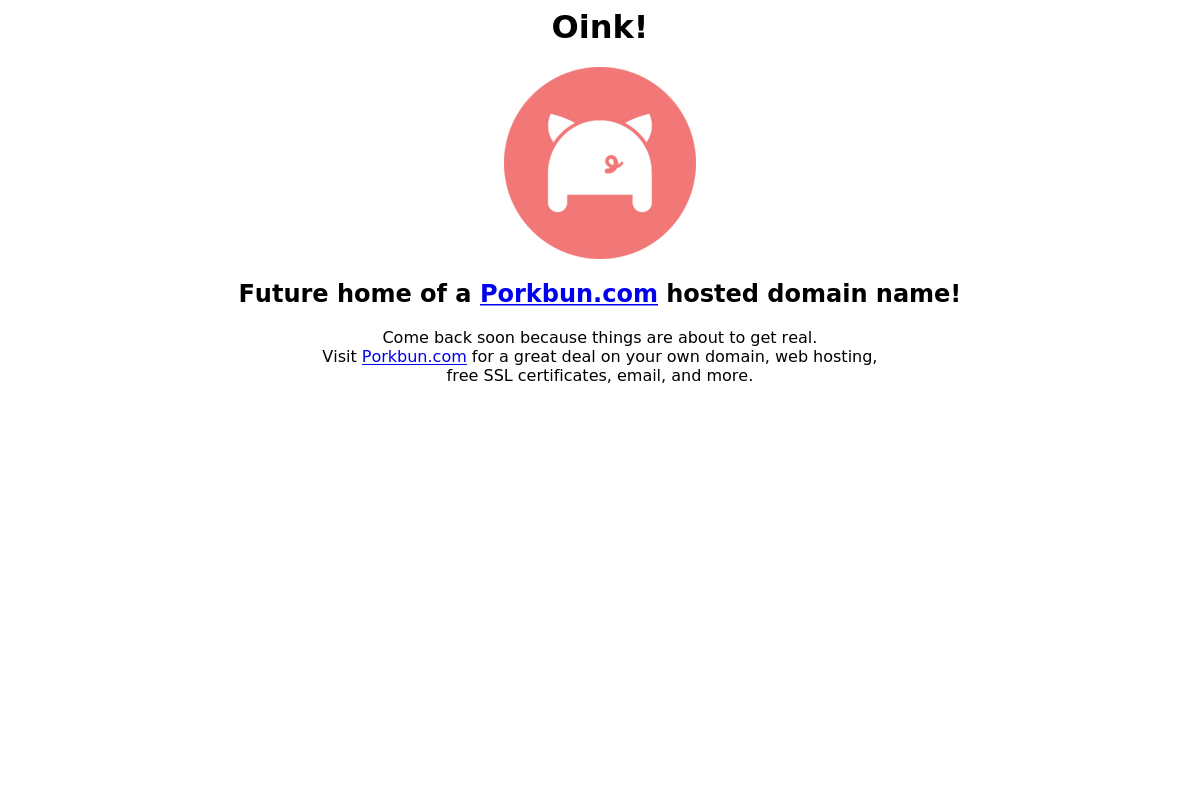 Oink!
Future home of a Porkbun.com hosted domain name!
Come back soon because things are about to get real.
Visit Porkbun.com for a great deal on your own domain, web hosting,
free SSL certificates, email, and more.